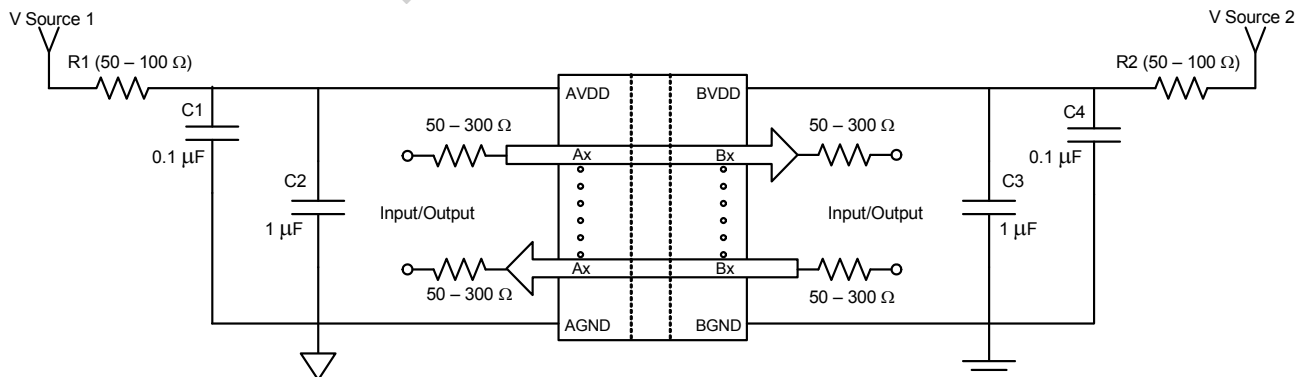 V Source 1
V Source 2
R1 (50 – 100 Ω)
R2 (50 – 100 Ω)
AVDD
BVDD
C1
C4
50 – 300 Ω
50 – 300 Ω
0.1 μF
Ax
Bx
0.1 μF
C2
C3
Input/Output
Input/Output
1 μF
1 μF
Ax
Bx
50 – 300 Ω
50 – 300 Ω
AGND
BGND